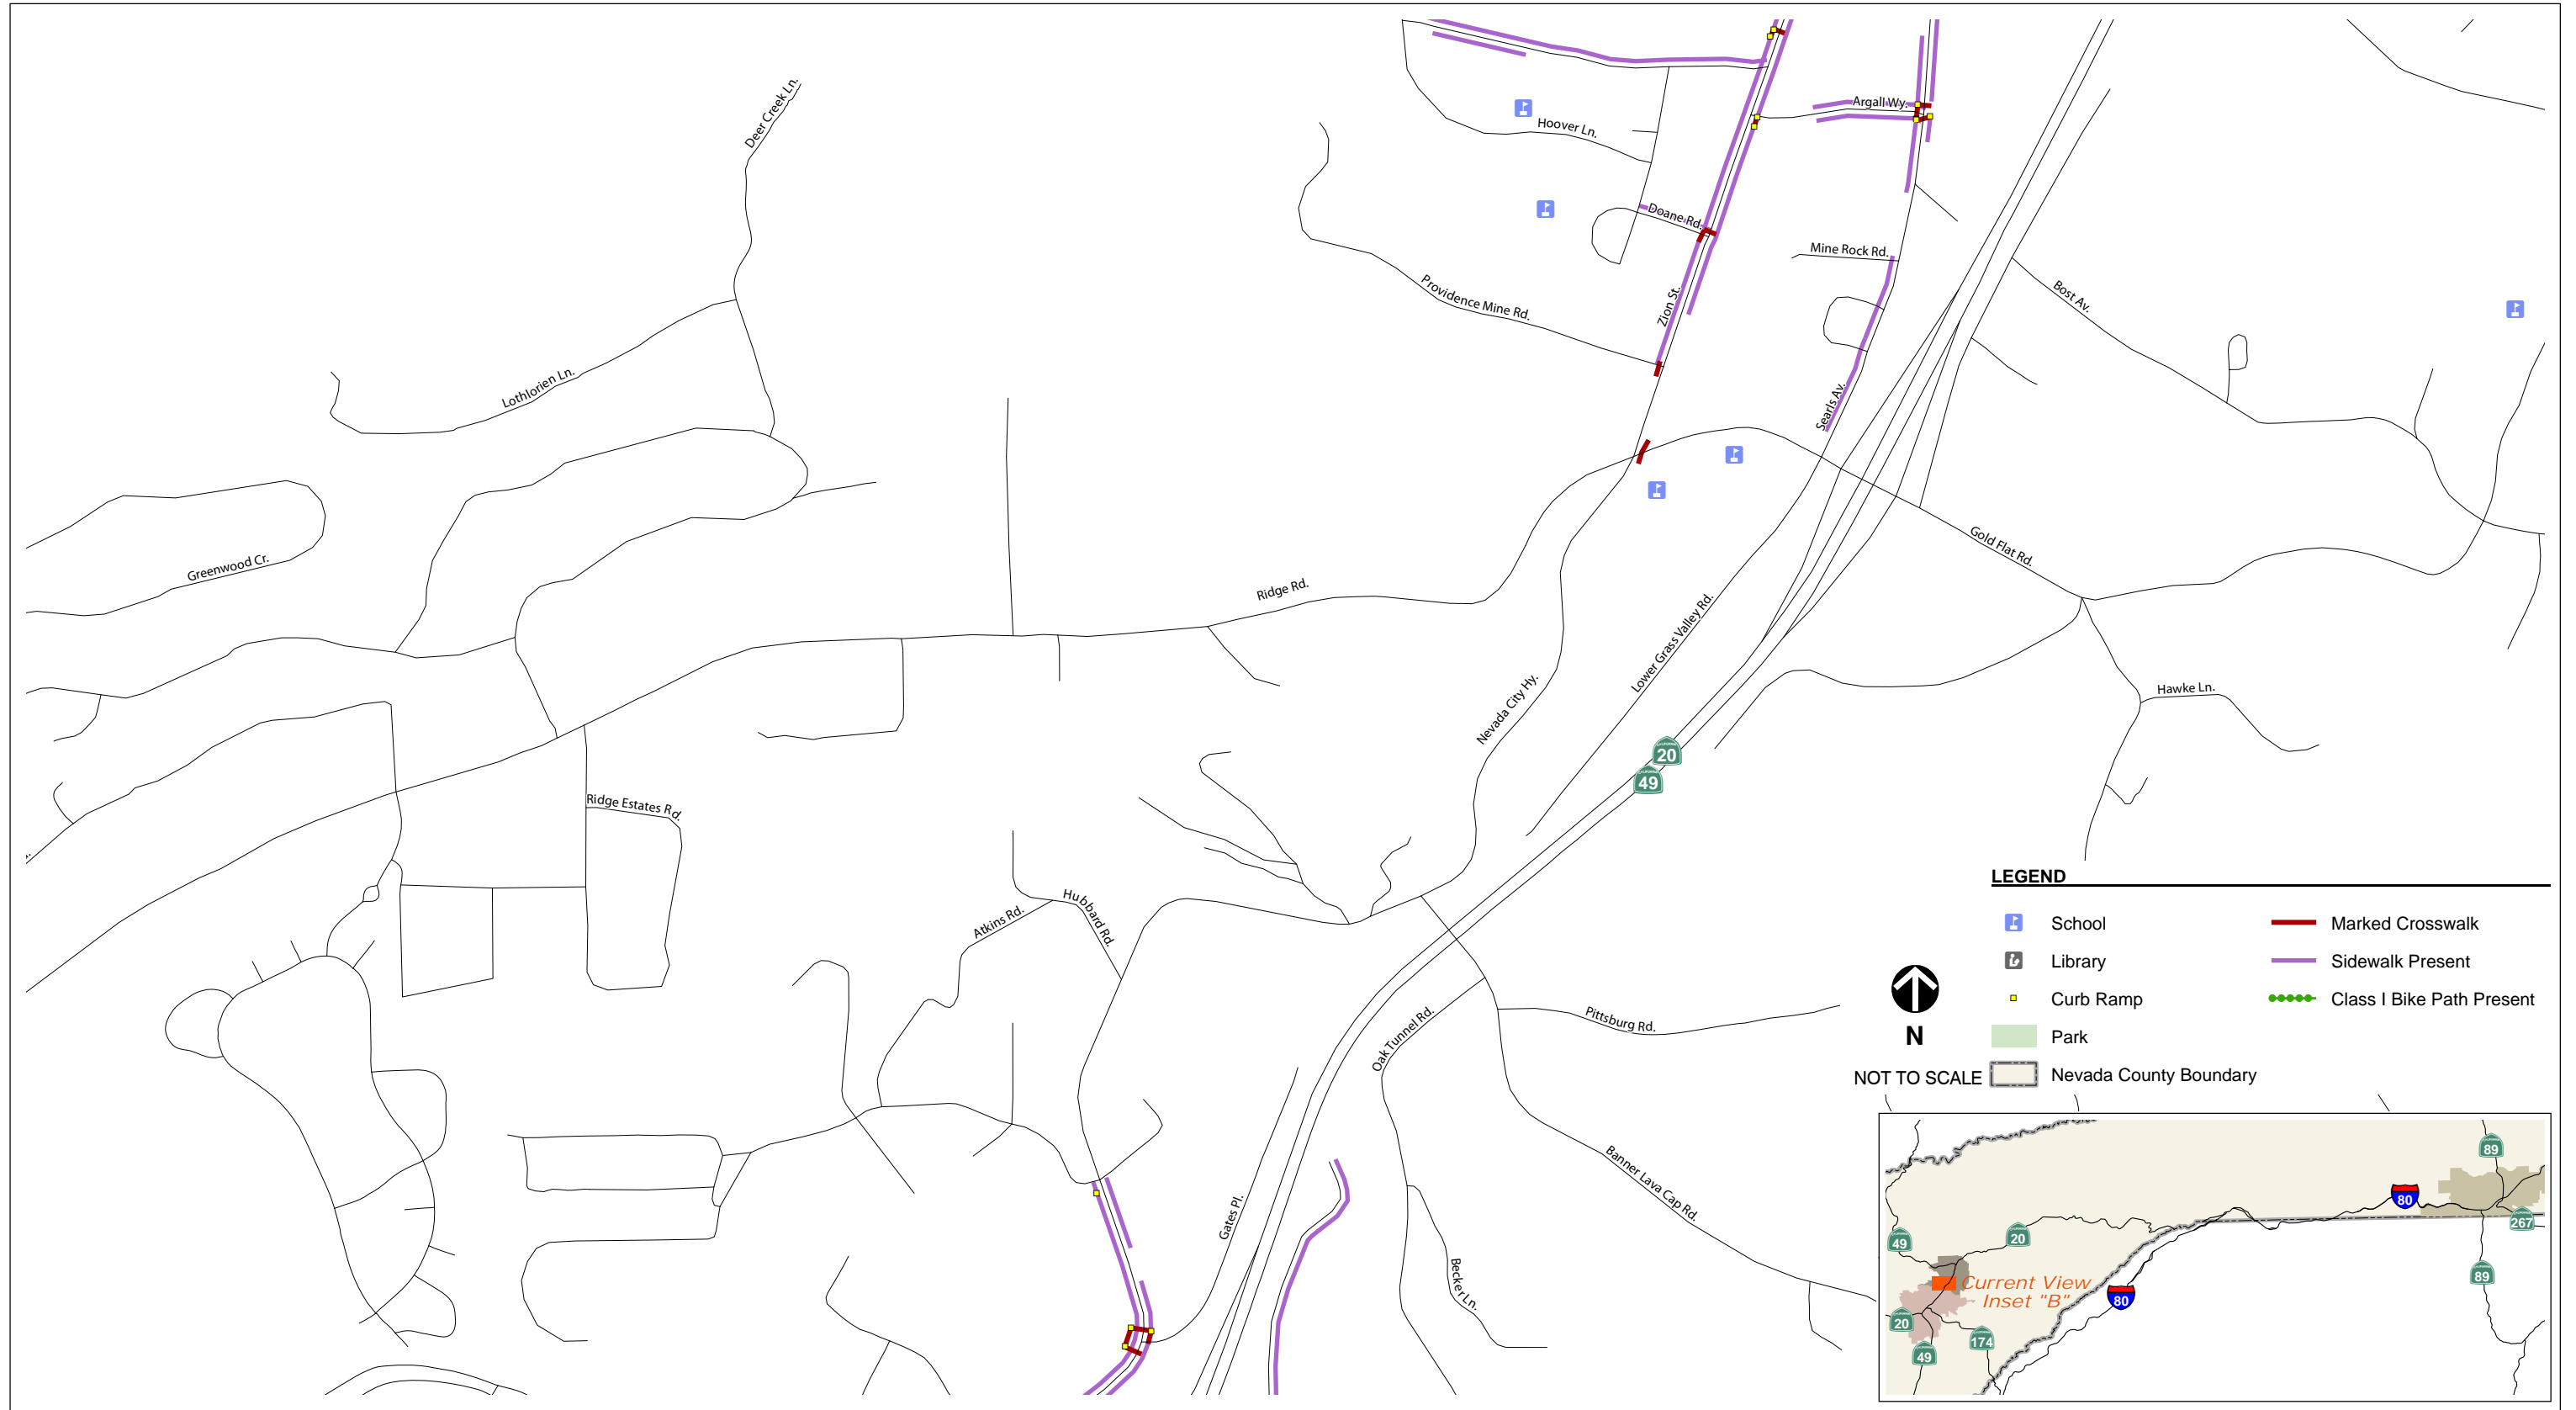 Deer Creek Ln.
Argall Wy.
Hoover Ln.
Doane Rd.
Mine Rock Rd.
Providence Mine Rd.
Zion St.
Bost Av.
Lothlorien Ln.
Searls Av.
Greenwood Cr.
Gold Flat Rd.
Ridge Rd.
Lower Grass Valley Rd.
Hawke Ln.
Nevada City Hy.
CALIFORNIA
20
CALIFORNIA
49
Ridge Estates Rd.
Hubbard Rd.
Atkins Rd.
Oak Tunnel Rd.
Pittsburg Rd.
Banner Lava Cap Rd.
Gates Pl.
Becker Ln.
LEGEND
School
Library
Curb Ramp
Park
Nevada County Boundary
Marked Crosswalk
Sidewalk Present
Class I Bike Path Present
N
NOT TO SCALE
89
80
267
49
20
89
Current View
Inset "B"
80
20
174
49